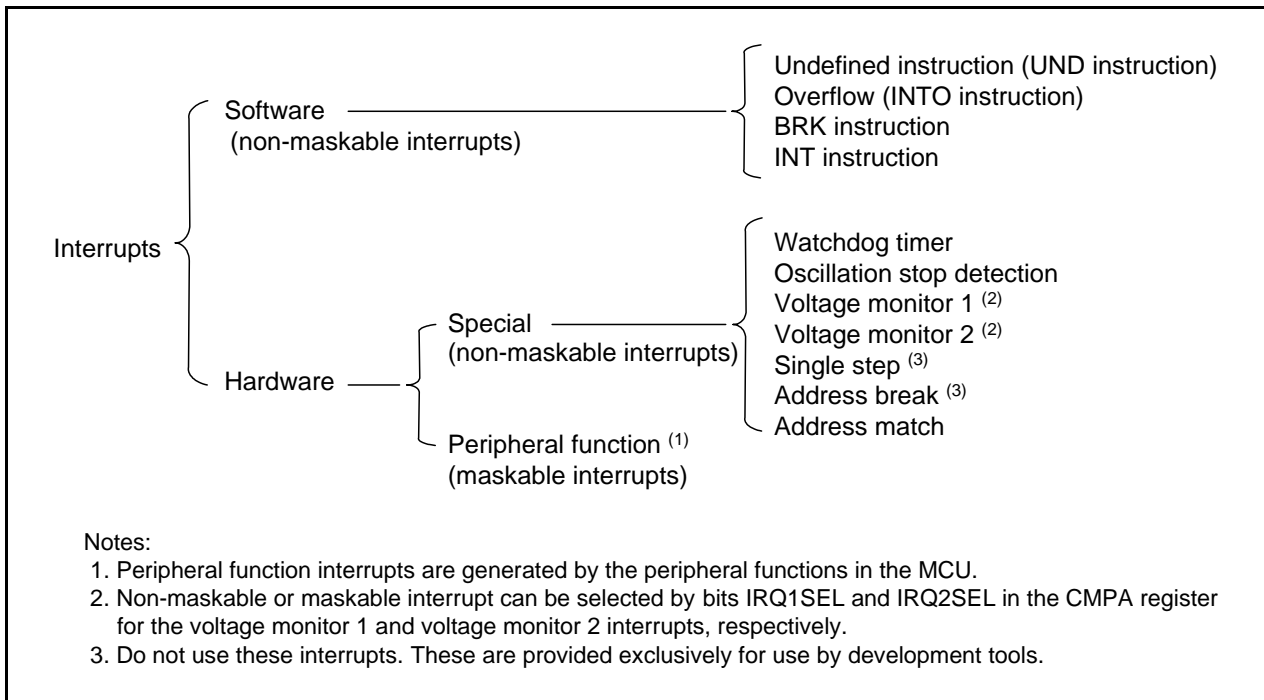 Interrupts
Software
(non-maskable interrupts)
Undefined instruction (UND instruction)
Overflow (INTO instruction)
BRK instruction
INT instruction
Hardware
Special
(non-maskable interrupts)
Watchdog timer
Oscillation stop detection
Voltage monitor 1 (2)
Voltage monitor 2 (2)
Single step (3)
Address break (3)
Address match
Peripheral function (1)
(maskable interrupts)
Notes:
1. Peripheral function interrupts are generated by the peripheral functions in the MCU.
2. Non-maskable or maskable interrupt can be selected by bits IRQ1SEL and IRQ2SEL in the CMPA register
for the voltage monitor 1 and voltage monitor 2 interrupts, respectively.
3. Do not use these interrupts. These are provided exclusively for use by development tools.